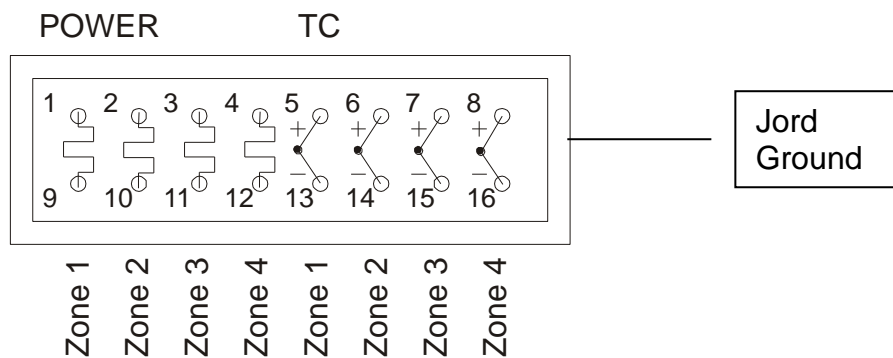 POWER TC
1 2 3 4 5 6 7 8
+ + + +
− − − −
9 10 11 12 13 14 15 16
Jord
Ground
Zone 1
Zone 2
Zone 3
Zone 4
Zone 1
Zone 2
Zone 3
Zone 4